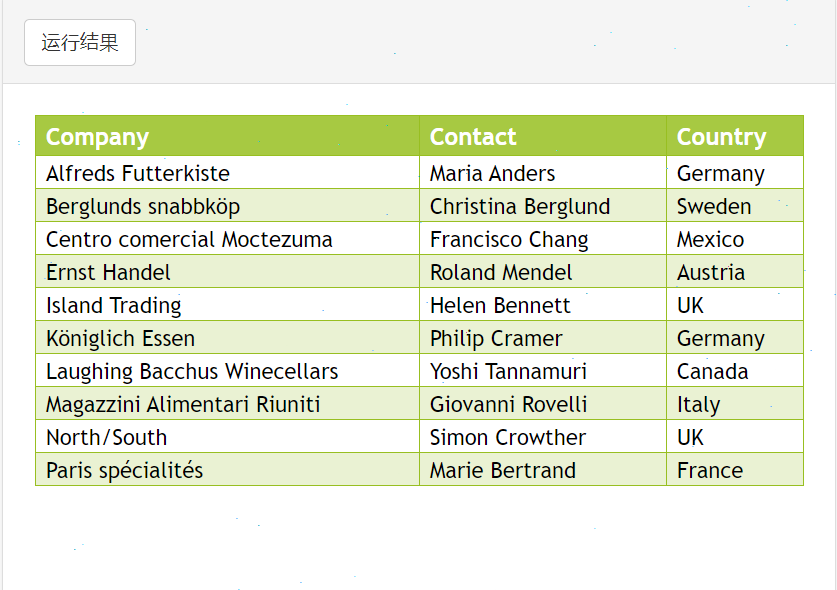 运行结果
Company Contact Country
Alfreds Futterkiste Maria Anders Germany
Berglunds snabbköp Christina Berglund Sweden
Centro comercial Moctezuma Francisco Chang Mexico
Ernst Handel Roland Mendel Austria
Island Trading Helen Bennett UK
Königlich Essen Philip Cramer Germany
Laughing Bacchus Winecellars Yoshi Tannamuri Canada
Magazzini Alimentari Riuniti Giovanni Rovelli Italy
North/South Simon Crowther UK
Paris spécialités Marie Bertrand France